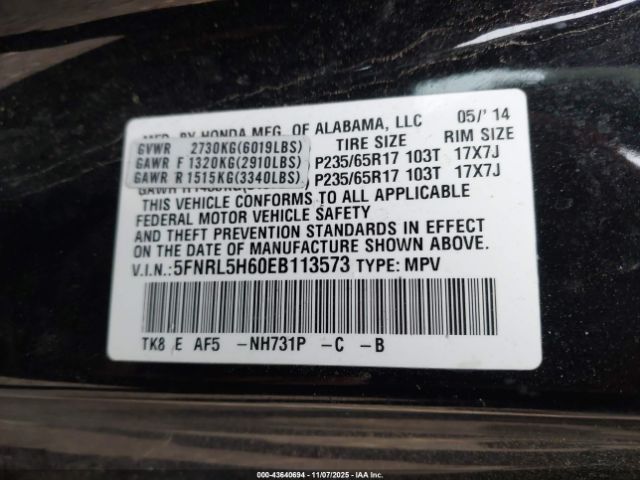 MFD. BY HONDA MFG. OF ALABAMA, LLC 05/'14
TIRE SIZE RIM SIZE
GVWR 2730KG(6019LBS)
GAWR F 1320KG(2910LBS) P235/65R17 103T 17X7J
GAWR R 1515KG(3340LBS) P235/65R17 103T 17X7J
GAWR R
THIS VEHICLE CONFORMS TO ALL APPLICABLE
FEDERAL MOTOR VEHICLE SAFETY
AND THEFT PREVENTION STANDARDS IN EFFECT
ON THE DATE OF MANUFACTURE SHOWN ABOVE.
V.I.N.:5FNRL5H60EB113573 TYPE: MPV
TK8 E AF5 -NH731P -C -B
000-43640694 - 11/07/2025 - IAA Inc.